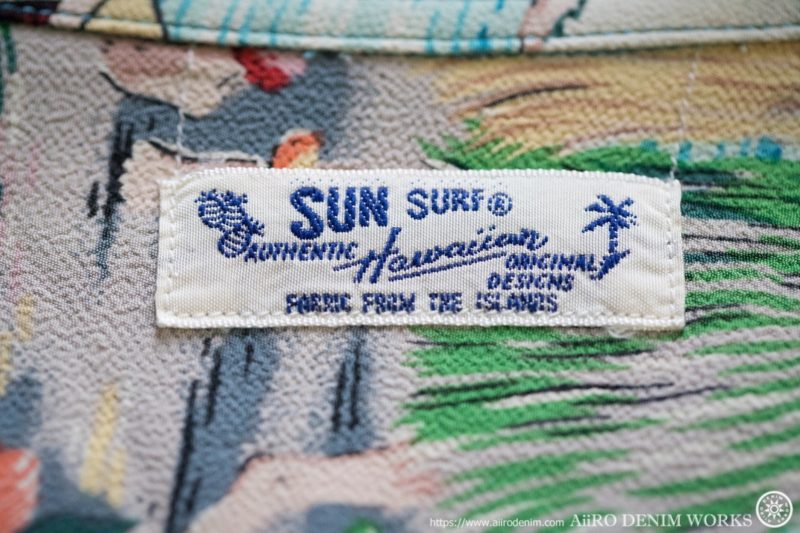 SUN SURF®
AUTHENTIC Hawaiian ORIGINAL
DESIGNS
FABRIC FROM THE ISLANDS
https://www.aiirodenim.com AiiRO DENIM WORKS